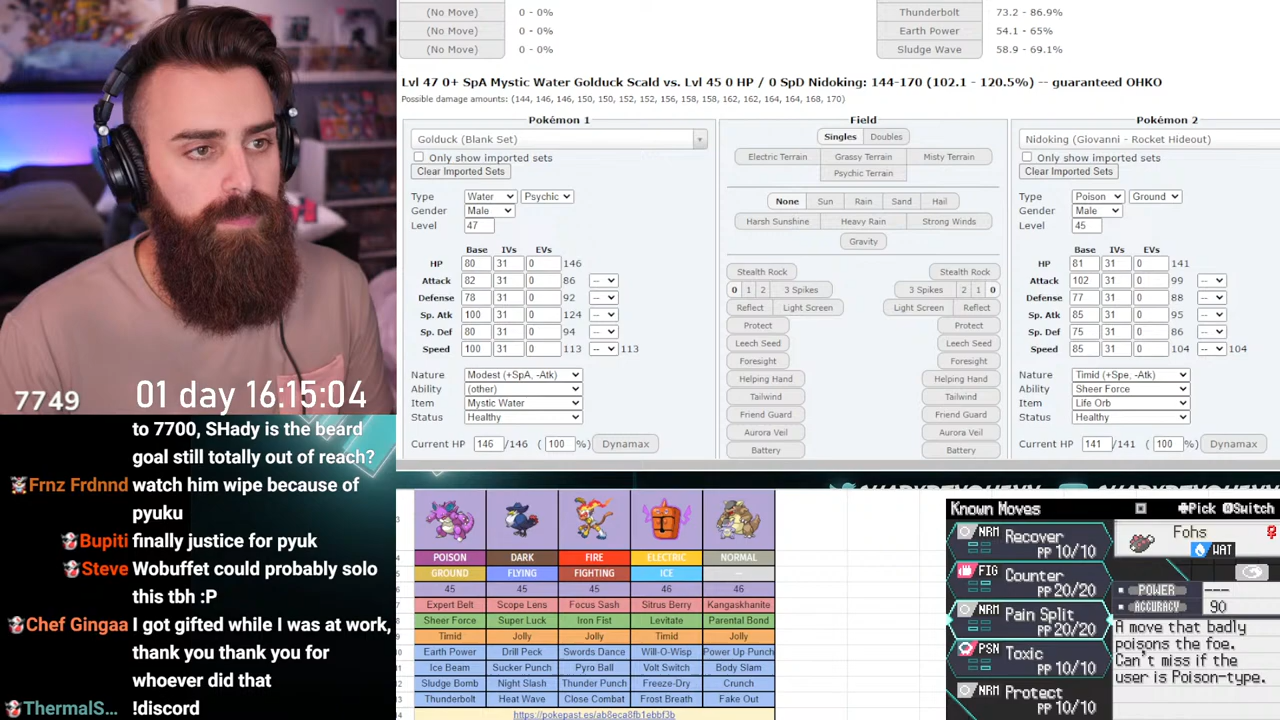 (No Move) 0 - 0% Thunderbolt 73.2 - 86.9%
(No Move) 0 - 0% Earth Power 54.1 - 65%
(No Move) 0 - 0% Sludge Wave 58.9 - 69.1%
Lvl 47 0+ SpA Mystic Water Golduck Scald vs. Lvl 45 0 HP / 0 SpD Nidoking: 144-170 (102.1 - 120.5%) -- guaranteed OHKO
Possible damage amounts: (144, 146, 146, 150, 150, 152, 152, 156, 158, 158, 162, 162, 164, 164, 168, 170)
Pokémon 1
Golduck (Blank Set)
Only show imported sets
Clear Imported Sets
Type Water Psychic
Gender Male
Level 47
Base IVs EVs
HP 80 31 0 146
Attack 82 31 0 86 --
Defense 78 31 0 92 --
Sp. Atk 100 31 0 124 --
Sp. Def 80 31 0 94 --
Speed 100 31 0 113 -- 113
Nature Modest (+SpA, -Atk)
Ability (other)
Item Mystic Water
Status Healthy
Current HP 146 /146 ( 100 %) Dynamax
Field
Singles Doubles
Electric Terrain Grassy Terrain Misty Terrain
Psychic Terrain
None Sun Rain Sand Hail
Harsh Sunshine Heavy Rain Strong Winds
Gravity
Stealth Rock Stealth Rock
0 1 2 3 Spikes 3 Spikes 2 1 0
Reflect Light Screen Light Screen Reflect
Protect Protect
Leech Seed Leech Seed
Foresight Foresight
Helping Hand Helping Hand
Tailwind Tailwind
Friend Guard Friend Guard
Aurora Veil Aurora Veil
Battery Battery
Pokémon 2
Nidoking (Giovanni - Rocket Hideout)
Only show imported sets
Clear Imported Sets
Type Poison Ground
Gender Male
Level 45
Base IVs EVs
HP 81 31 0 141
Attack 102 31 0 99 --
Defense 77 31 0 88 --
Sp. Atk 85 31 0 95 --
Sp. Def 75 31 0 86 --
Speed 85 31 0 104 -- 104
Nature Timid (+Spe, -Atk)
Ability Sheer Force
Item Life Orb
Status Healthy
Current HP 141 /141 ( 100 %) Dynamax
7749 01 day 16:15:04
to 7700, SHady is the beard
goal still totally out of reach?
Frnz Frdnnd watch him wipe because of
pyuku
Bupiti finally justice for pyuk
Steve Wobuffet could probably solo
this tbh :P
Chef Gingaa I got gifted while I was at work,
thank you thank you for
whoever did that
ThermalS... !discord
POISON DARK FIRE ELECTRIC NORMAL
GROUND FLYING FIGHTING ICE --
45 45 45 46 46
Expert Belt Scope Lens Focus Sash Sitrus Berry Kangaskhanite
Sheer Force Super Luck Iron Fist Levitate Parental Bond
Timid Jolly Jolly Timid Jolly
Earth Power Drill Peck Swords Dance Will-O-Wisp Power Up Punch
Ice Beam Sucker Punch Pyro Ball Volt Switch Body Slam
Sludge Bomb Night Slash Thunder Punch Freeze-Dry Crunch
Thunderbolt Heat Wave Close Combat Frost Breath Fake Out
https://pokepast.es/ab8eca8fb1ebbf3b
Known Moves Pick Switch
NRM Recover
PP 10/10
FIG Counter
PP 20/20
NRM Pain Split
PP 20/20
PSN Toxic
PP 10/10
NRM Protect
PP 10/10
Fohs
WAT
POWER ---
ACCURACY 90
A move that badly
poisons the foe.
Can't miss if the
user is Poison-type.